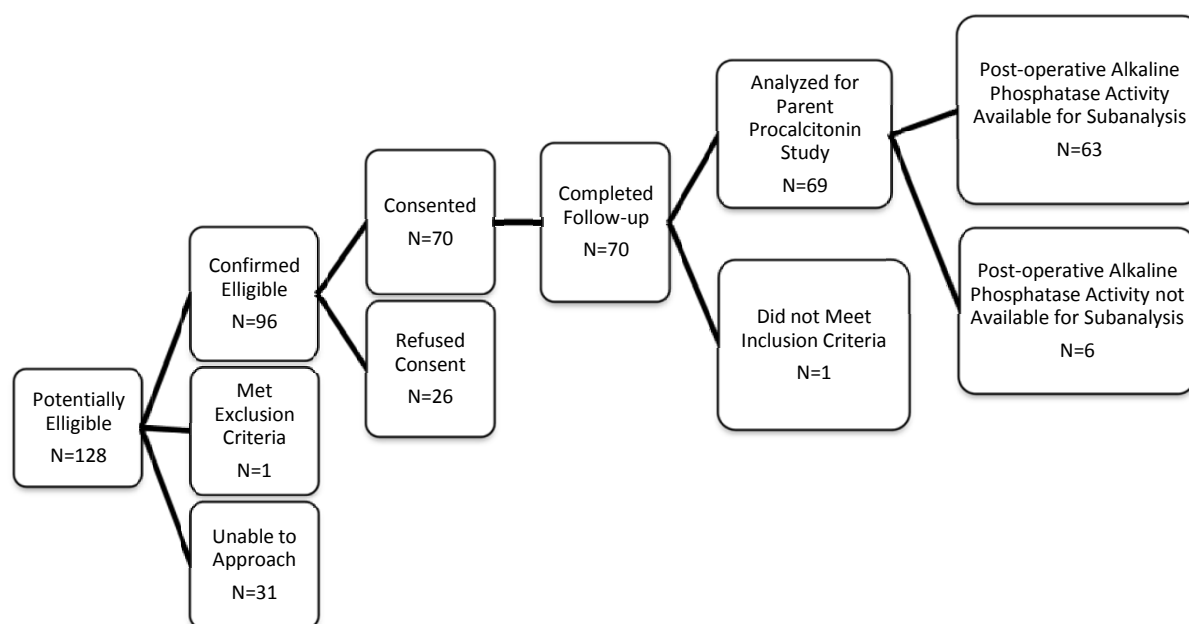 Potentially
Elligible
N=128
Confirmed
Elligible
N=96
Met
Exclusion
Criteria
N=1
Unable to
Approach
N=31
Consented
N=70
Refused
Consent
N=26
Completed
Follow-up
N=70
Analyzed for
Parent
Procalcitonin
Study
N=69
Did not Meet
Inclusion Criteria
N=1
Post-operative Alkaline
Phosphatase Activity
Available for Subanalysis
N=63
Post-operative Alkaline
Phosphatase Activity not
Available for Subanalysis
N=6